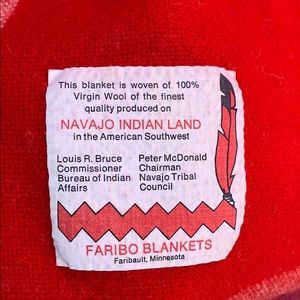 This blanket is woven of 100%
Virgin Wool of the finest
quality produced on
NAVAJO INDIAN LAND
in the American Southwest
Louis R. Bruce
Commissioner
Bureau of Indian
Affairs
Peter McDonald
Chairman
Navajo Tribal
Council
FARIBO BLANKETS
Faribault, Minnesota